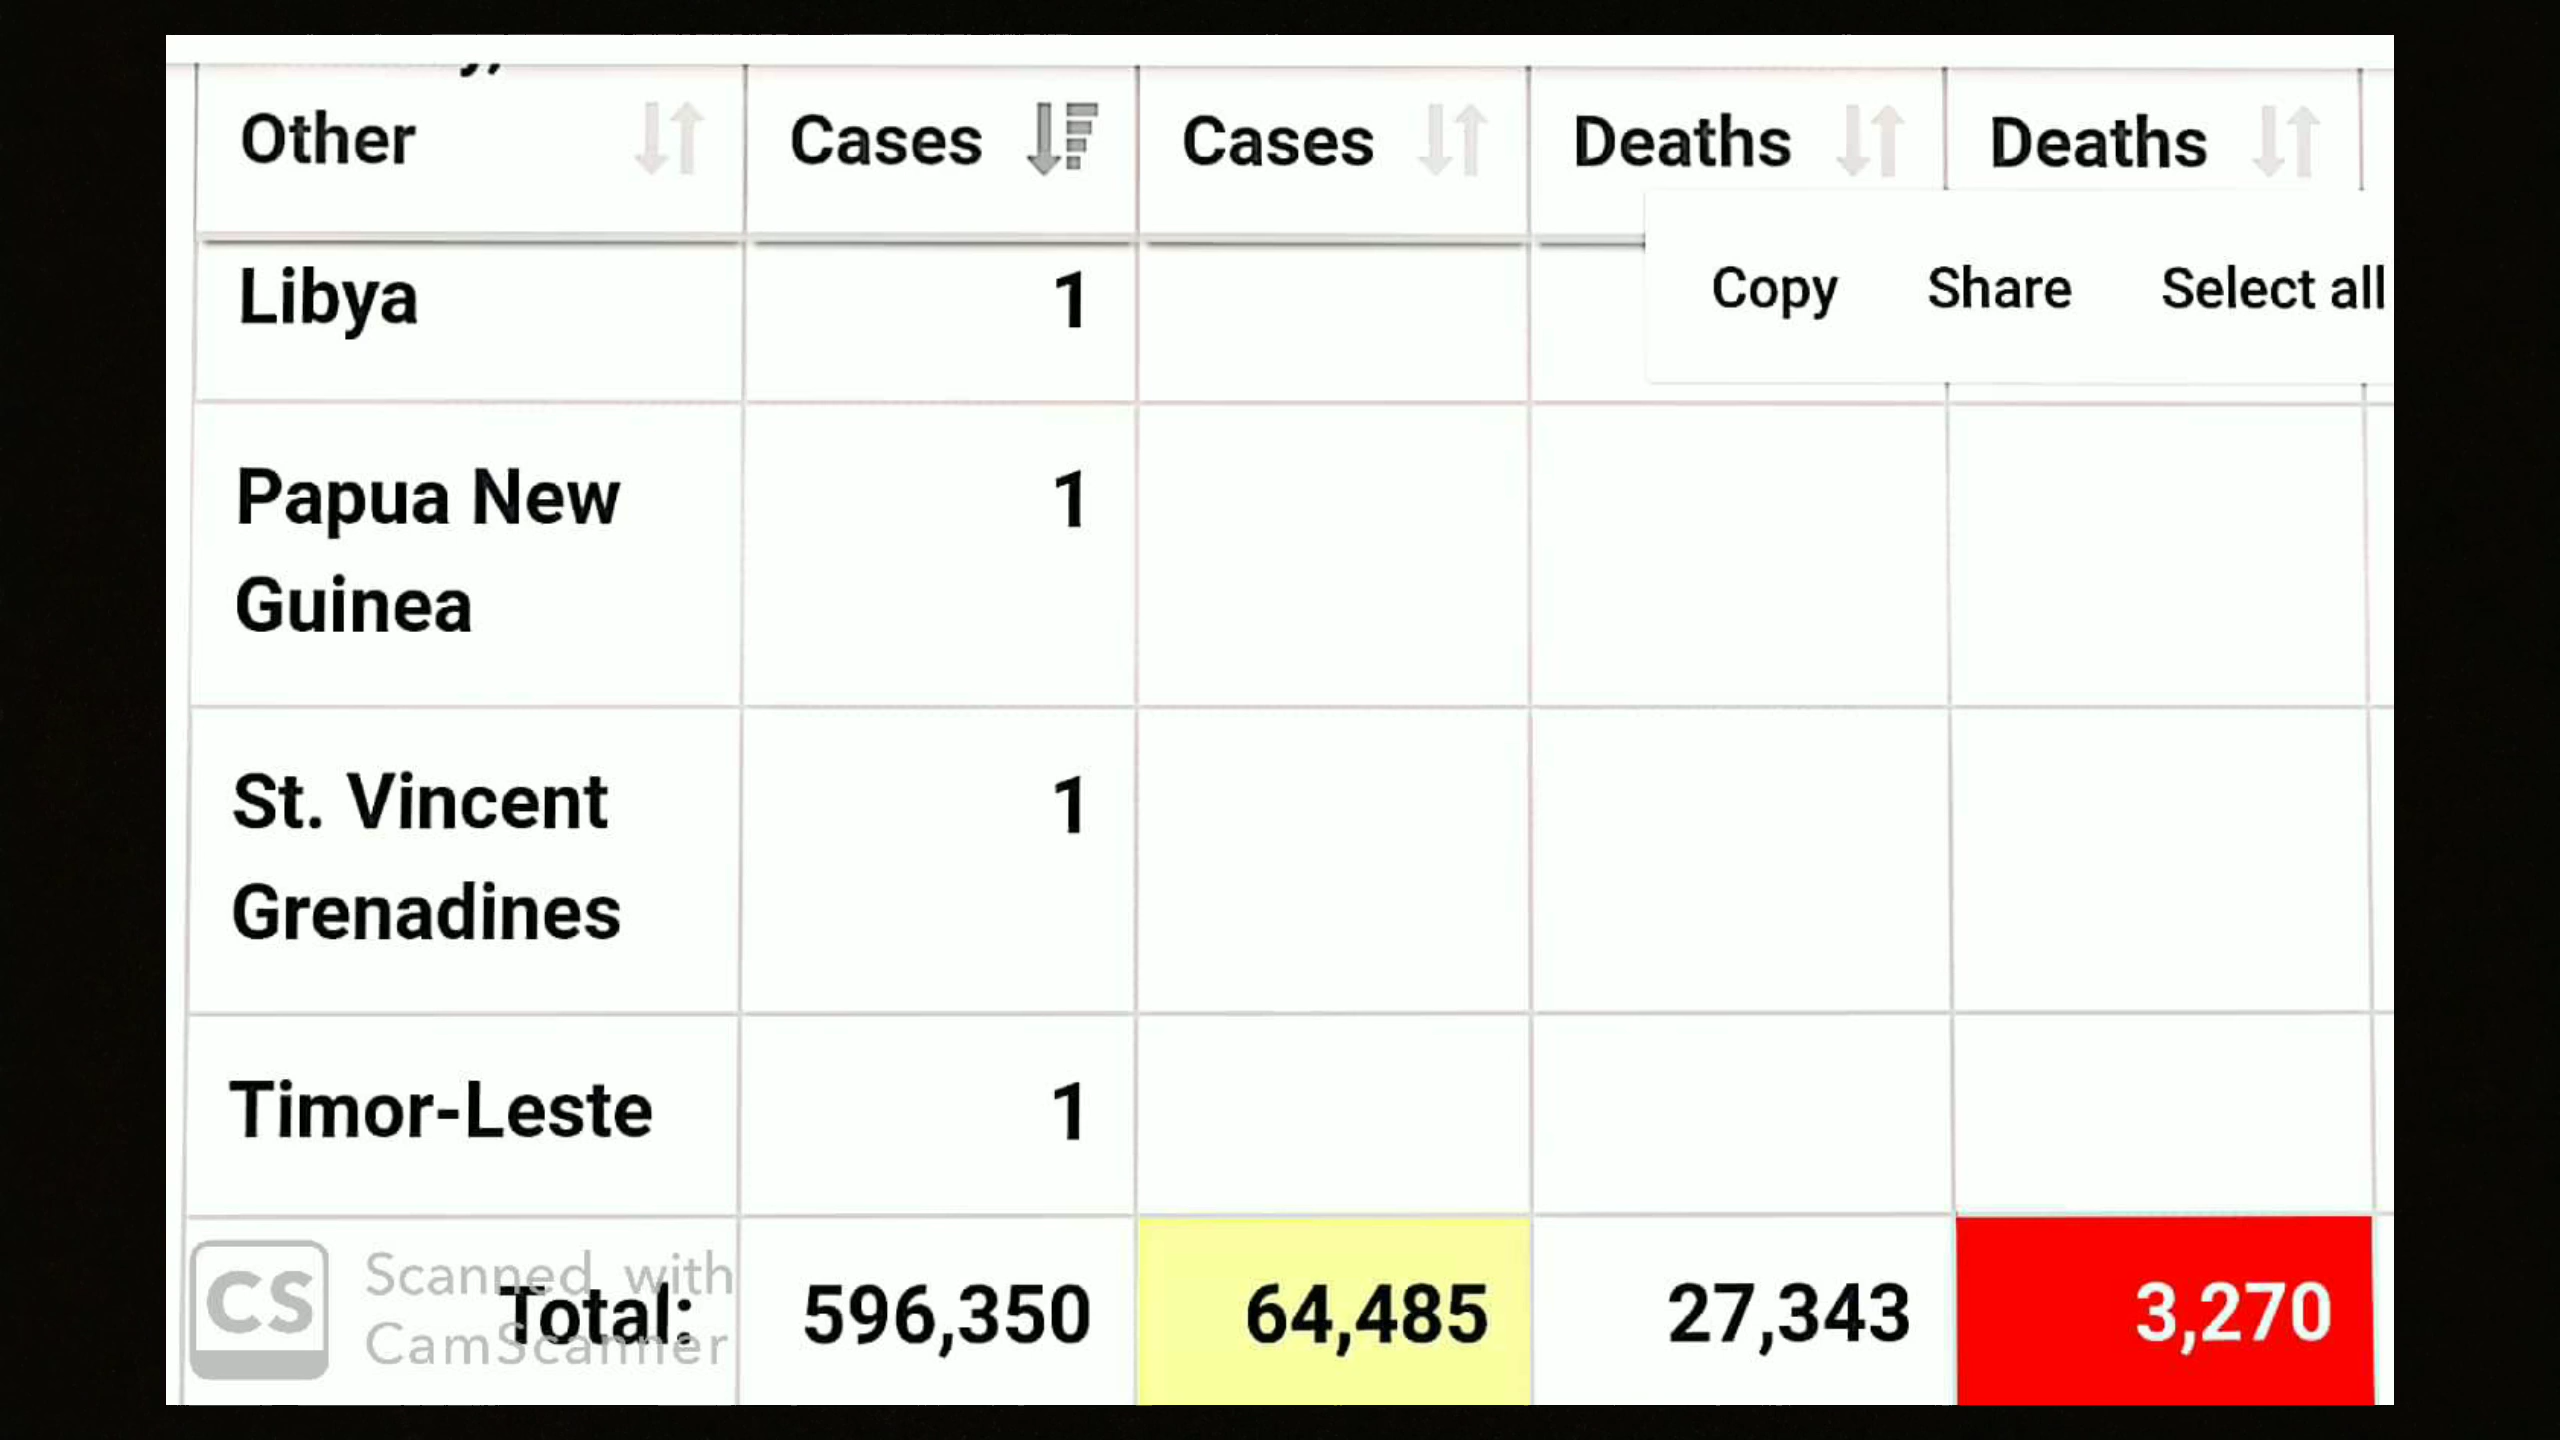 Other Cases Cases Deaths Deaths
Copy Share Select all
Libya 1
Papua New 1
Guinea
St. Vincent 1
Grenadines
Timor-Leste 1
Total: 596,350 64,485 27,343 3,270
CS Scanned with
CamScanner